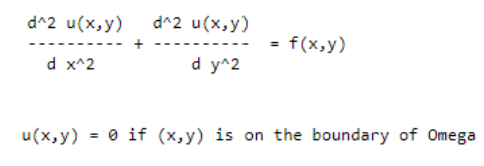 d^2 u(x,y)   d^2 u(x,y)
---------- + ---------- = f(x,y)
d x^2        d y^2
u(x,y) = 0 if (x,y) is on the boundary of Omega